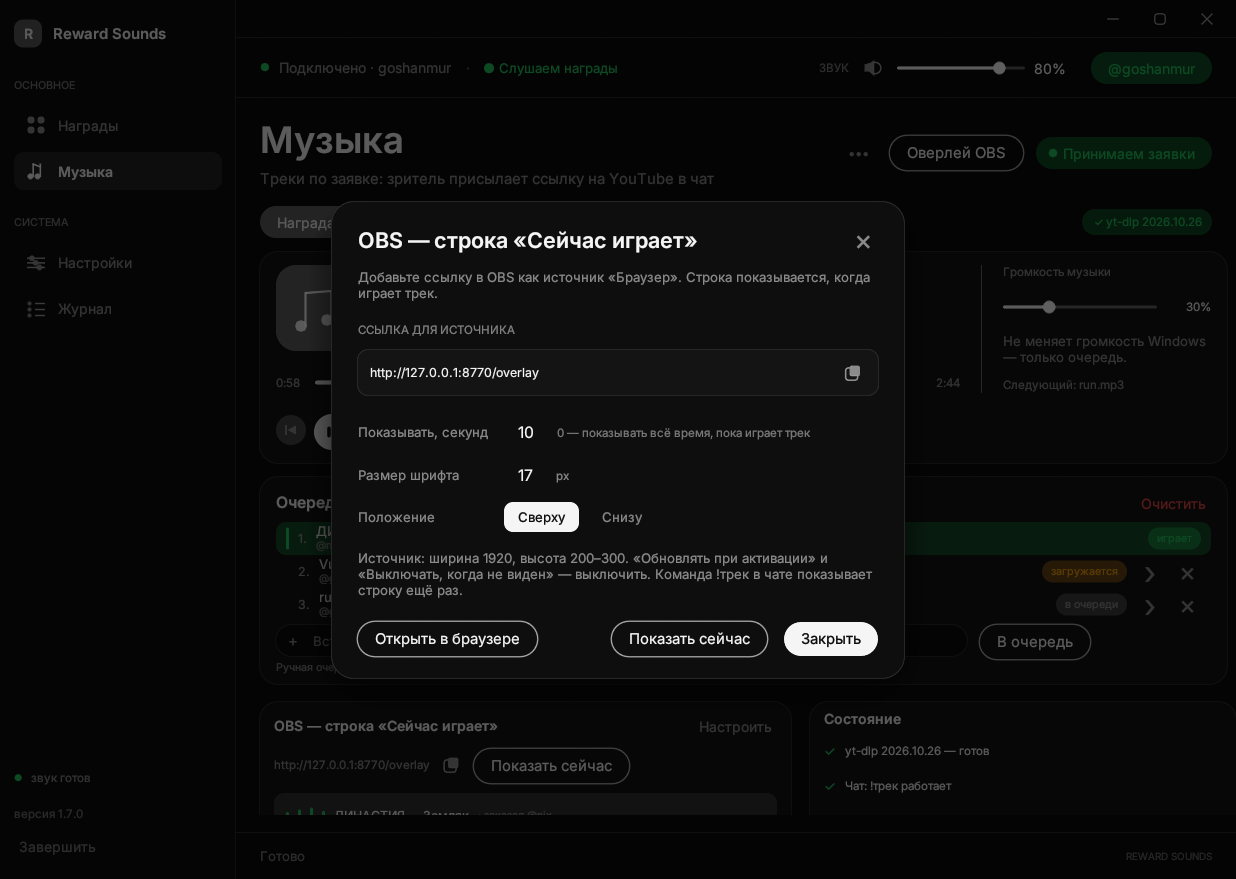 R Reward Sounds
ОСНОВНОЕ
Награды
Музыка
СИСТЕМА
Настройки
Журнал
звук готов
версия 1.7.0
Завершить
Подключено · goshanmur · Слушаем награды
ЗВУК 80% @goshanmur
Музыка
Треки по заявке: зритель присылает ссылку на YouTube в чат
Оверлей OBS Принимаем заявки
yt-dlp 2026.10.26
0:58
2:44
Громкость музыки
30%
Не меняет громкость Windows
— только очередь.
Следующий: run.mp3
OBS — строка «Сейчас играет»
Добавьте ссылку в OBS как источник «Браузер». Строка показывается, когда
играет трек.
ССЫЛКА ДЛЯ ИСТОЧНИКА
http://127.0.0.1:8770/overlay
Показывать, секунд 10 0 — показывать всё время, пока играет трек
Размер шрифта 17 px
Положение Сверху Снизу
Источник: ширина 1920, высота 200–300. «Обновлять при активации» и
«Выключать, когда не виден» — выключить. Команда !трек в чате показывает
строку ещё раз.
Открыть в браузере Показать сейчас Закрыть
Очистить
1. играет
2. загружается
3. в очереди
+
В очередь
Ручная
OBS — строка «Сейчас играет» Настроить
http://127.0.0.1:8770/overlay Показать сейчас
Состояние
yt-dlp 2026.10.26 — готов
Чат: !трек работает
Готово
REWARD SOUNDS